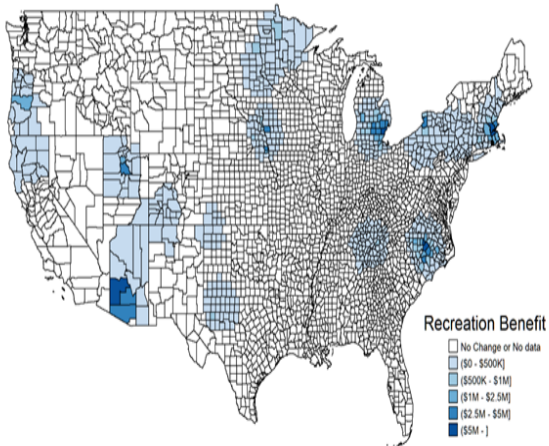 Recreation Benefit
No Change or No data
($0 - $500K]
($500K - $1M]
($1M - $2.5M]
($2.5M - $5M]
($5M - ]